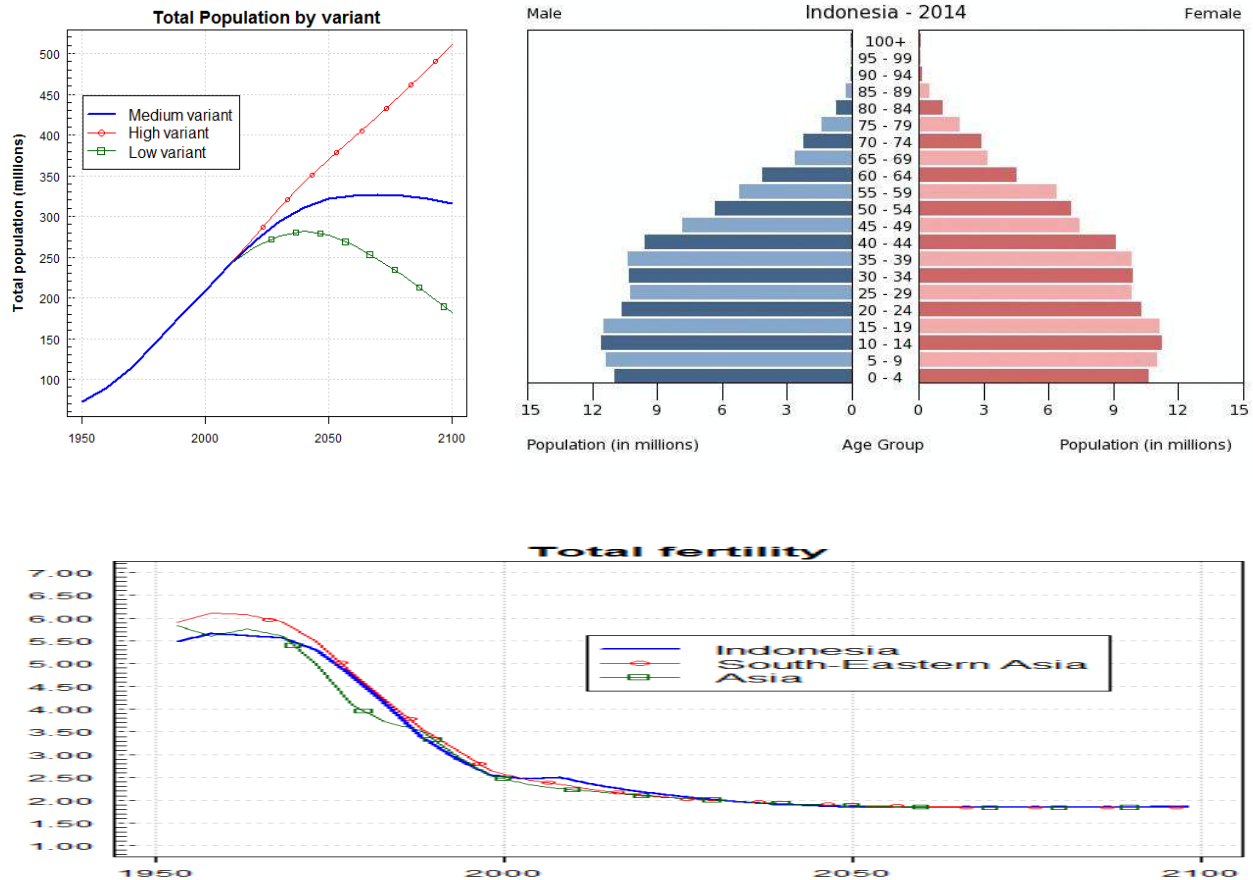 Total Population by variant
Total population (millions)
500
450
400
350
300
250
200
150
100
Medium variant
High variant
Low variant
1950 2000 2050 2100
Male Indonesia - 2014 Female
100+
95 - 99
90 - 94
85 - 89
80 - 84
75 - 79
70 - 74
65 - 69
60 - 64
55 - 59
50 - 54
45 - 49
40 - 44
35 - 39
30 - 34
25 - 29
20 - 24
15 - 19
10 - 14
5 - 9
0 - 4
15 12 9 6 3 0 0 3 6 9 12 15
Population (in millions) Age Group Population (in millions)
Total fertility
7.00
6.50
6.00
5.50
5.00
4.50
4.00
3.50
3.00
2.50
2.00
1.50
1.00
Indonesia
South-Eastern Asia
Asia
1950 2000 2050 2100